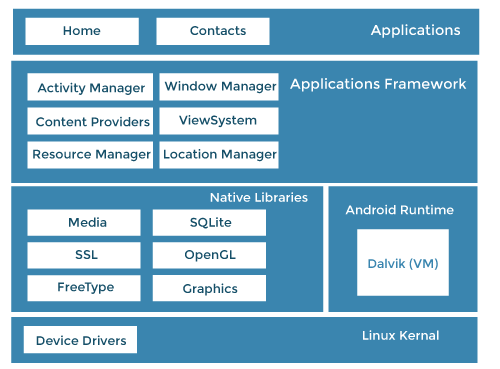 Home Contacts Applications
Activity Manager Window Manager Applications Framework
Content Providers ViewSystem
Resource Manager Location Manager
Native Libraries
Media SQLite
SSL OpenGL
FreeType Graphics
Android Runtime
Dalvik (VM)
Device Drivers Linux Kernal